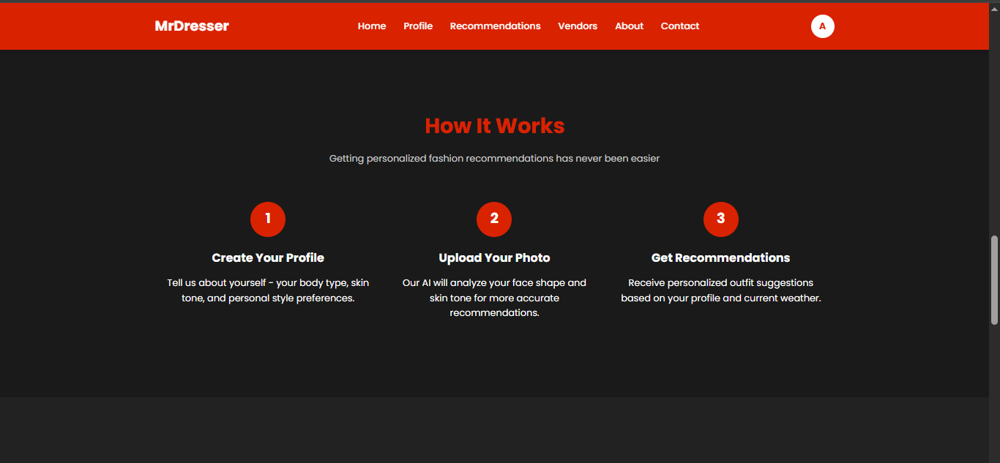 MrDresser
Home Profile Recommendations Vendors About Contact
A
How It Works
Getting personalized fashion recommendations has never been easier
1
Create Your Profile
Tell us about yourself - your body type, skin
tone, and personal style preferences.
2
Upload Your Photo
Our AI will analyze your face shape and
skin tone for more accurate
recommendations.
3
Get Recommendations
Receive personalized outfit suggestions
based on your profile and current weather.